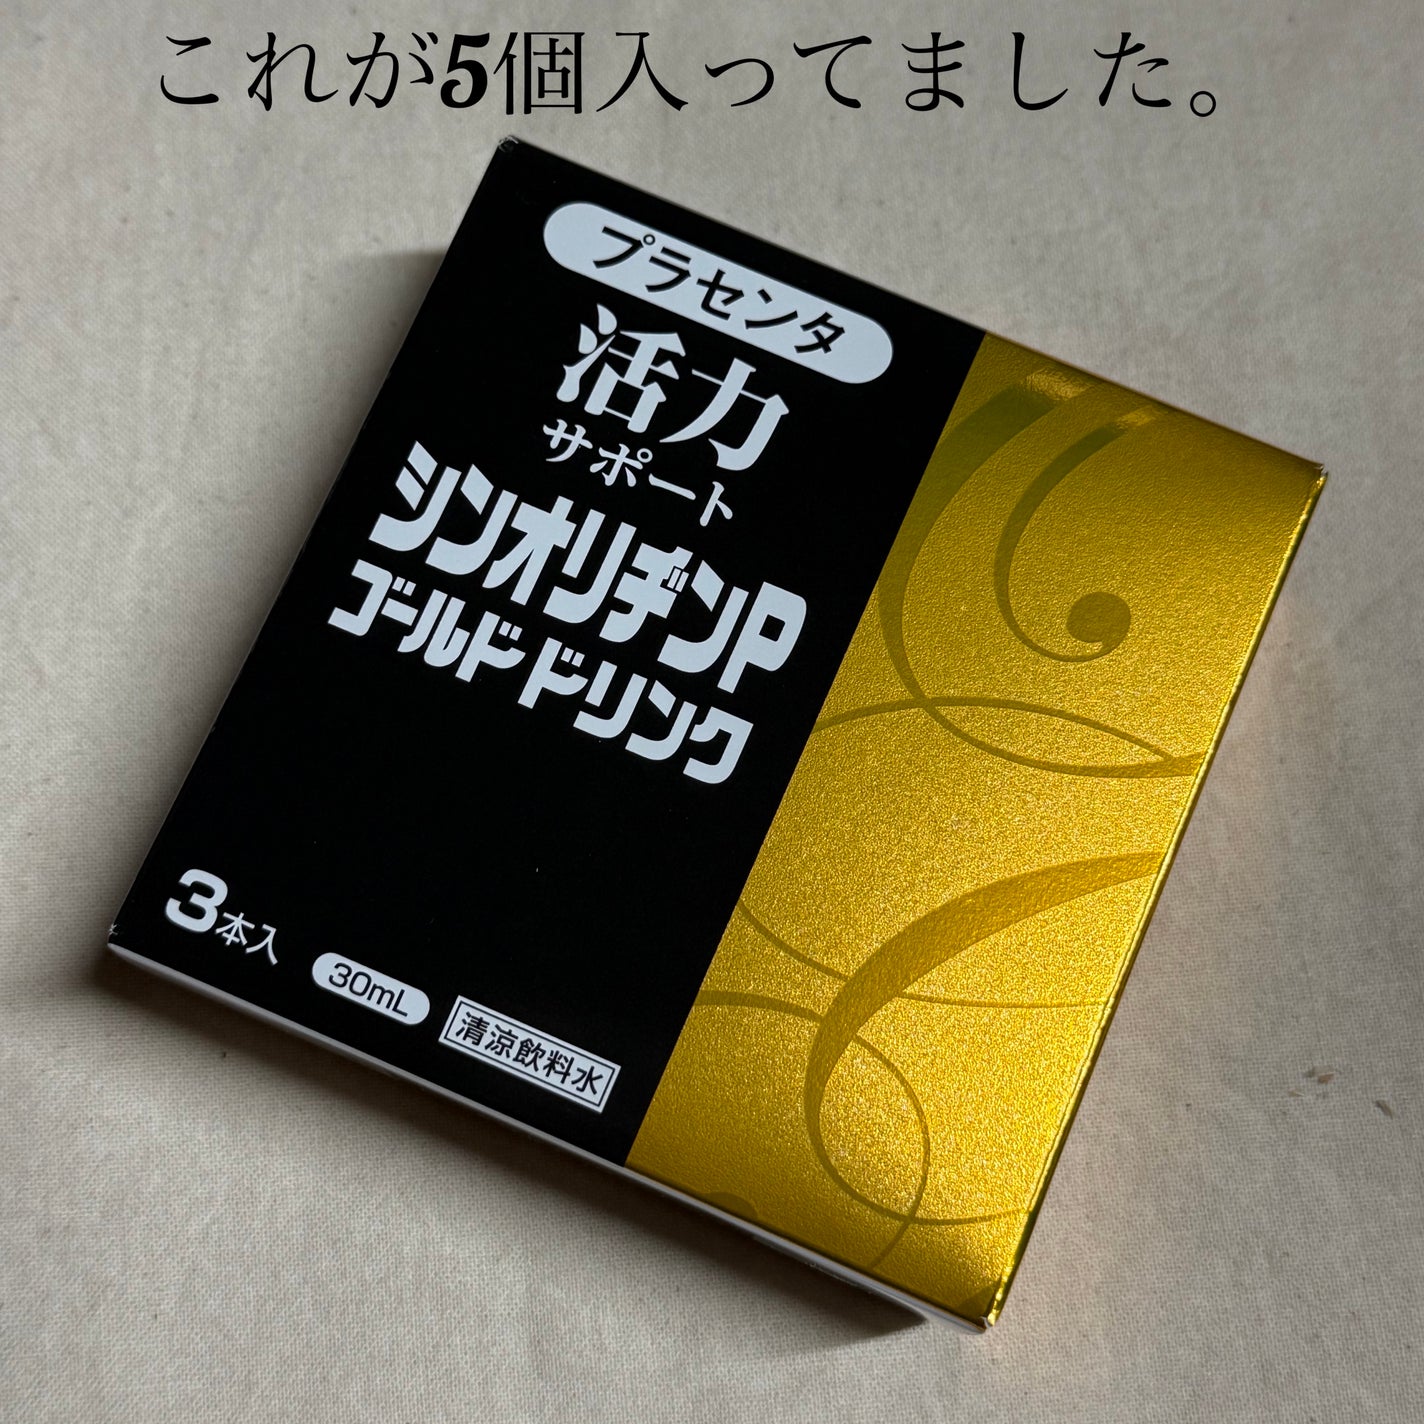 これが5個入ってました。
プラセンタ
活力
サポート
シンオリヂンP
ゴールドドリンク
3本入
30mL
清涼飲料水